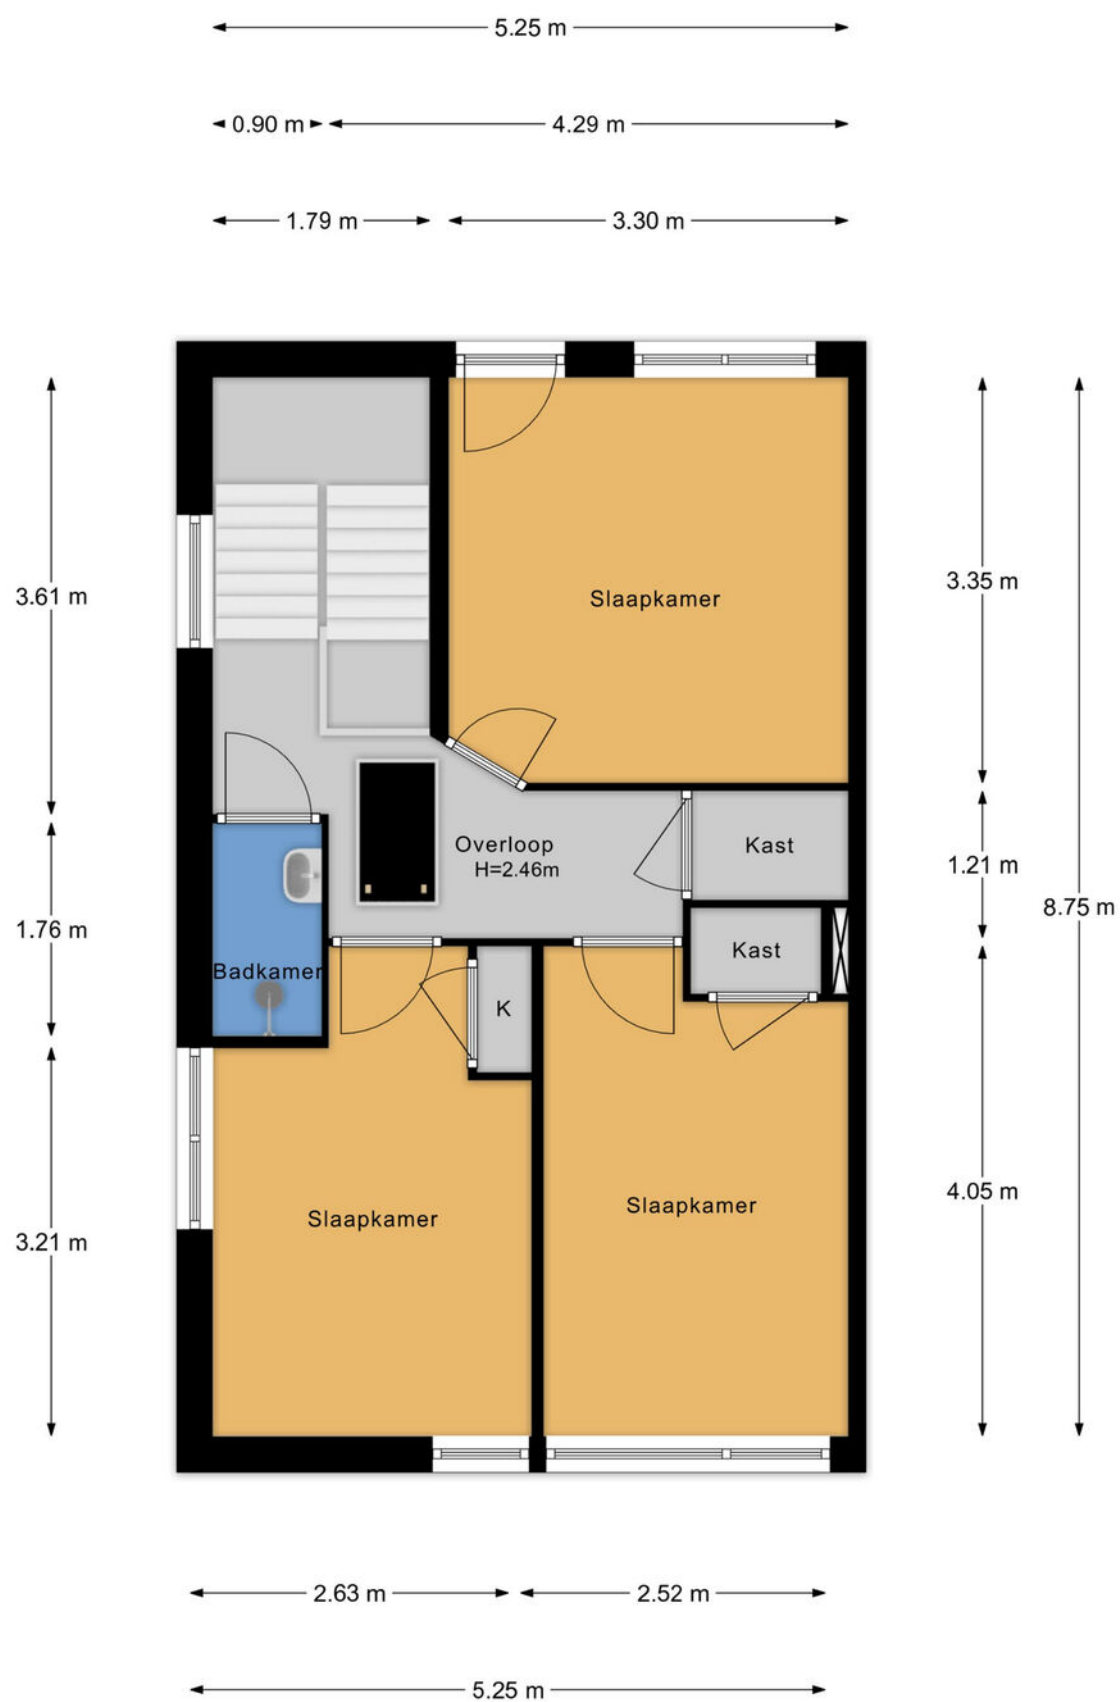 5.25 m
0.90 m
4.29 m
1.79 m
3.30 m
3.61 m
3.35 m
Slaapkamer
Overloop
H=2.46m
Kast
1.21 m
8.75 m
1.76 m
Badkamer
Kast
K
4.05 m
3.21 m
Slaapkamer
Slaapkamer
2.63 m
2.52 m
5.25 m